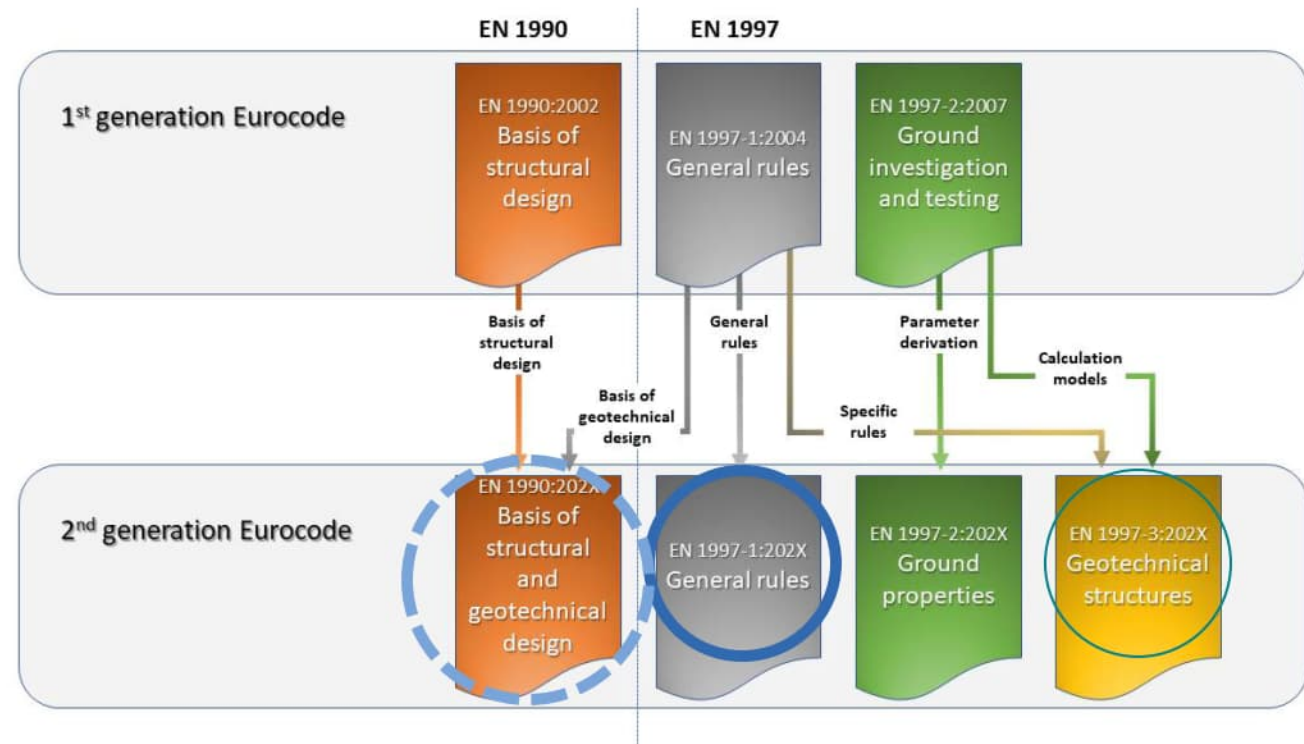 EN 1990
EN 1997
1st generation Eurocode
EN 1990:2002
Basis of
structural
design
EN 1997-1:2004
General rules
EN 1997-2:2007
Ground
investigation
and testing
Basis of
structural
design
Basis of
geotechnical
design
General
rules
Specific
rules
Parameter
derivation
Calculation
models
2nd generation Eurocode
EN 1990:202X
Basis of
structural
and
geotechnical
design
EN 1997-1:202X
General rules
EN 1997-2:202X
Ground
properties
EN 1997-3:202X
Geotechnical
structures